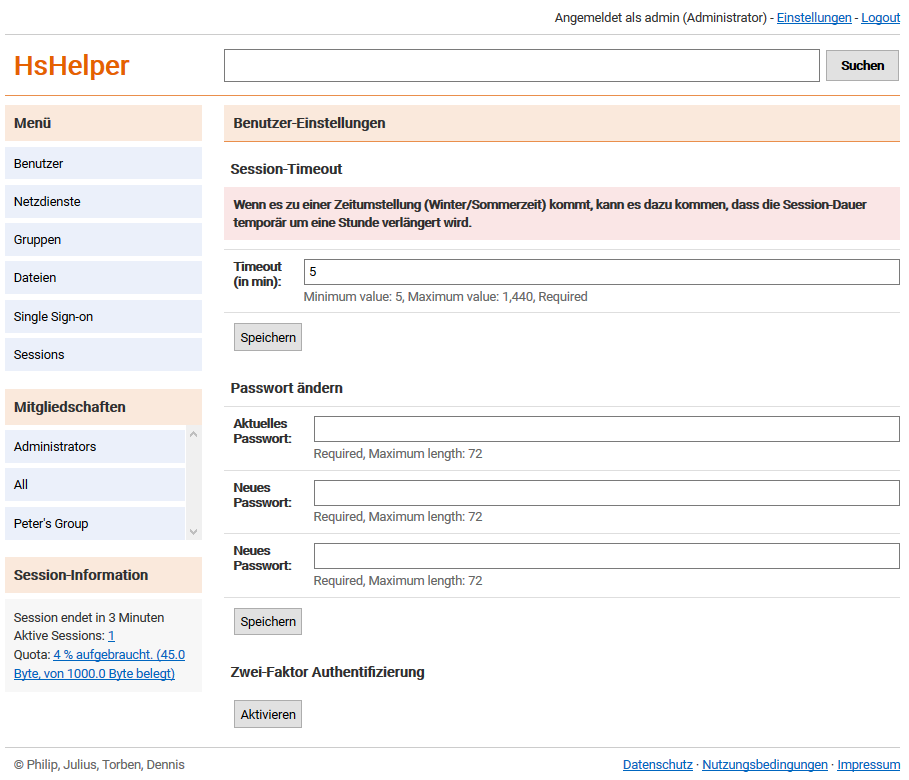 Angemeldet als admin (Administrator) - Einstellungen - Logout
HsHelper
Suchen
Menü
Benutzer
Netzdienste
Gruppen
Dateien
Single Sign-on
Sessions
Mitgliedschaften
Administrators
All
Peter's Group
Session-Information
Session endet in 3 Minuten
Aktive Sessions: 1
Quota: 4 % aufgebraucht. (45.0
Byte, von 1000.0 Byte belegt)
Benutzer-Einstellungen
Session-Timeout
Wenn es zu einer Zeitumstellung (Winter/Sommerzeit) kommt, kann es dazu kommen, dass die Session-Dauer
temporär um eine Stunde verlängert wird.
Timeout
(in min):
5
Minimum value: 5, Maximum value: 1,440, Required
Speichern
Passwort ändern
Aktuelles
Passwort:
Required, Maximum length: 72
Neues
Passwort:
Required, Maximum length: 72
Neues
Passwort:
Required, Maximum length: 72
Speichern
Zwei-Faktor Authentifizierung
Aktivieren
© Philip, Julius, Torben, Dennis
Datenschutz · Nutzungsbedingungen · Impressum